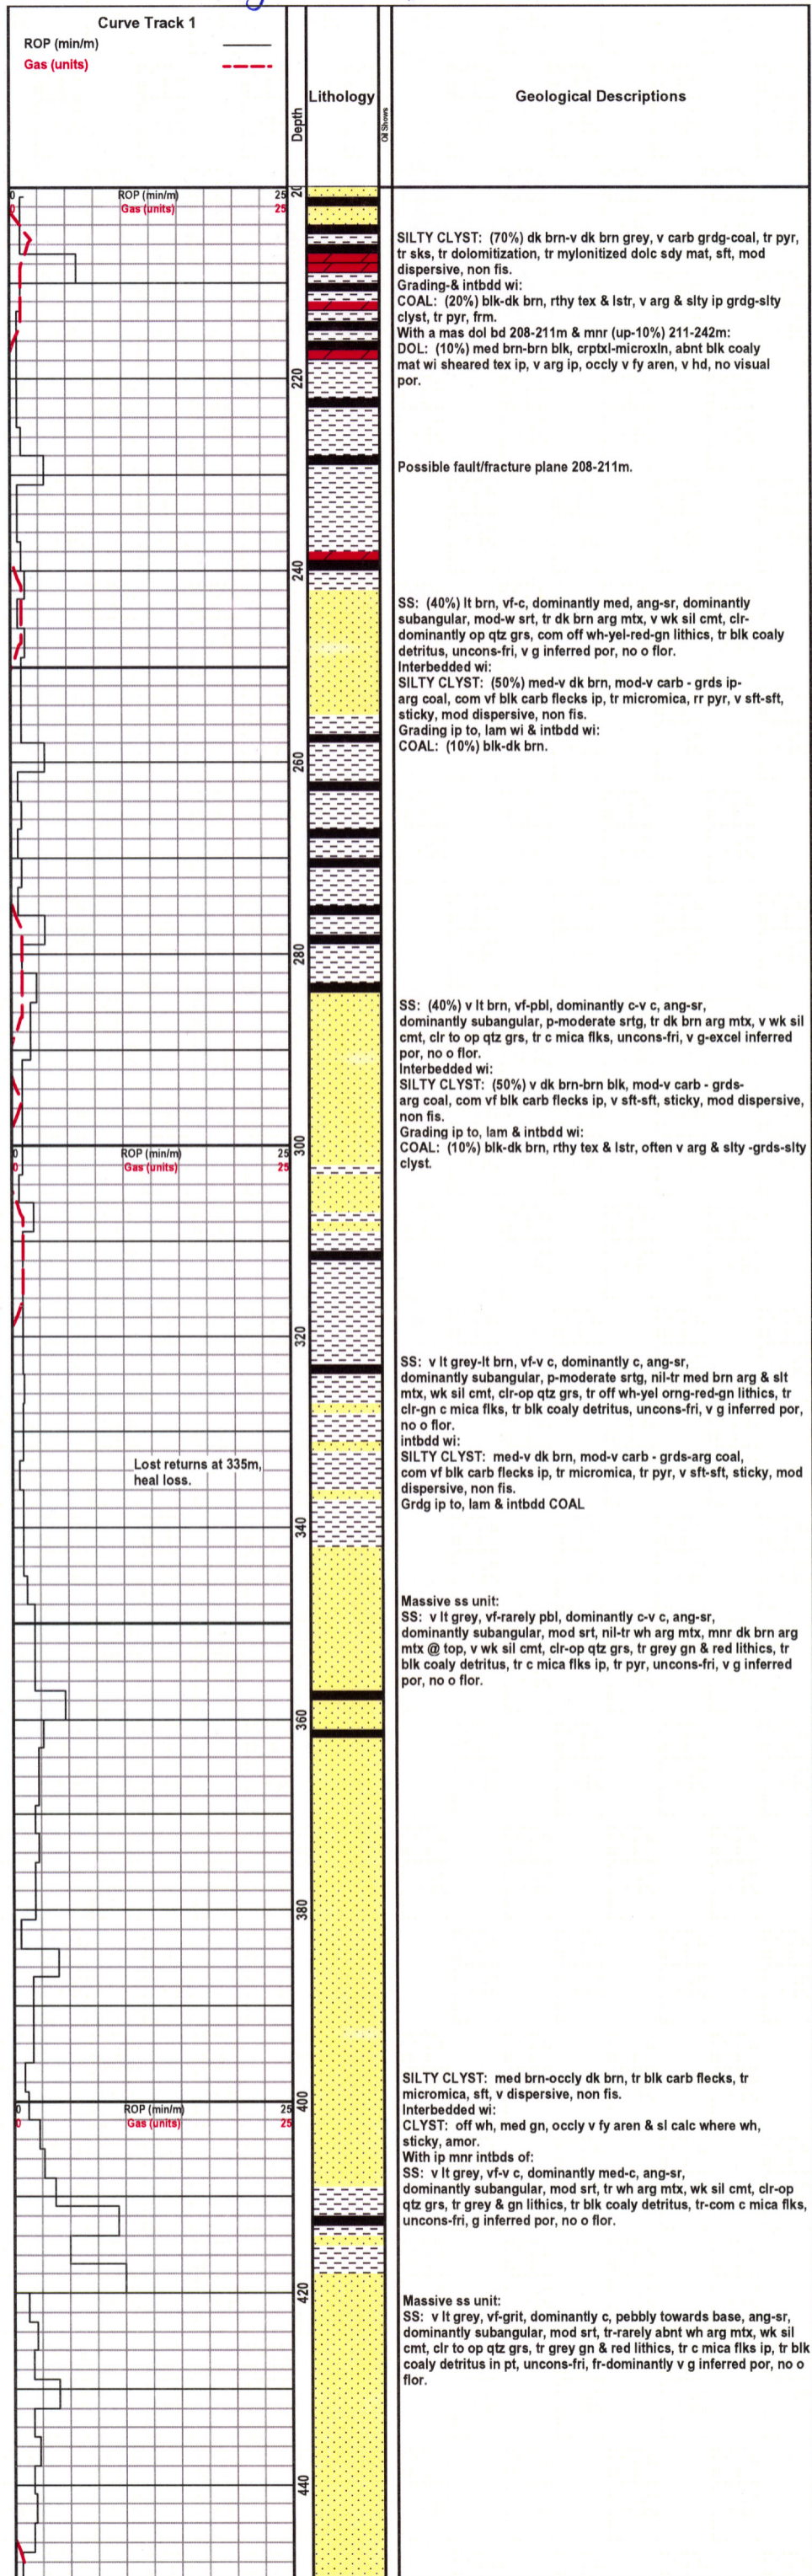 Curve Track 1
ROP (min/m)
Gas (units)
Depth
Lithology
Oil Shows
Geological Descriptions
0 ROP (min/m) 25
0 Gas (units) 25
20
SILTY CLYST: (70%) dk brn-v dk brn grey, v carb grdg-coal, tr pyr,
tr sks, tr dolomitization, tr mylonitized dolc sdy mat, sft, mod
dispersive, non fis.
Grading-& intbdd wi:
COAL: (20%) blk-dk brn, rthy tex & lstr, v arg & slty ip grdg-slty
clyst, tr pyr, frm.
With a mas dol bd 208-211m & mnr (up-10%) 211-242m:
DOL: (10%) med brn-brn blk, crptxl-microxln, abnt blk coaly
mat wi sheared tex ip, v arg ip, occly v fy aren, v hd, no visual
por.
220
Possible fault/fracture plane 208-211m.
240
SS: (40%) lt brn, vf-c, dominantly med, ang-sr, dominantly
subangular, mod-w srt, tr dk brn arg mtx, v wk sil cmt, clr-
dominantly op qtz grs, com off wh-yel-red-gn lithics, tr blk coaly
detritus, uncons-fri, v g inferred por, no o flor.
Interbedded wi:
SILTY CLYST: (50%) med-v dk brn, mod-v carb - grds ip-
arg coal, com vf blk carb flecks ip, tr micromica, rr pyr, v sft-sft,
sticky, mod dispersive, non fis.
Grading ip to, lam wi & intbdd wi:
COAL: (10%) blk-dk brn.
260
280
SS: (40%) v lt brn, vf-pbl, dominantly c-v c, ang-sr,
dominantly subangular, p-moderate srtg, tr dk brn arg mtx, v wk sil
cmt, clr to op qtz grs, tr c mica flks, uncons-fri, v g-excel inferred
por, no o flor.
Interbedded wi:
SILTY CLYST: (50%) v dk brn-brn blk, mod-v carb - grds-
arg coal, com vf blk carb flecks ip, v sft-sft, sticky, mod dispersive,
non fis.
Grading ip to, lam & intbdd wi:
COAL: (10%) blk-dk brn, rthy tex & lstr, often v arg & slty -grds-slty
clyst.
0 ROP (min/m) 25
0 Gas (units) 25
300
320
SS: v lt grey-lt brn, vf-v c, dominantly c, ang-sr,
dominantly subangular, p-moderate srtg, nil-tr med brn arg & slt
mtx, wk sil cmt, clr-op qtz grs, tr off wh-yel orng-red-gn lithics, tr
clr-gn c mica flks, tr blk coaly detritus, uncons-fri, v g inferred por,
no o flor.
intbdd wi:
SILTY CLYST: med-v dk brn, mod-v carb - grds-arg coal,
com vf blk carb flecks ip, tr micromica, tr pyr, v sft-sft, sticky, mod
dispersive, non fis.
Grdg ip to, lam & intbdd COAL
Lost returns at 335m,
heal loss.
340
Massive ss unit:
SS: v lt grey, vf-rarely pbl, dominantly c-v c, ang-sr,
dominantly subangular, mod srt, nil-tr wh arg mtx, mnr dk brn arg
mtx @ top, v wk sil cmt, clr-op qtz grs, tr grey gn & red lithics, tr
blk coaly detritus, tr c mica flks ip, tr pyr, uncons-fri, v g inferred
por, no o flor.
360
380
SILTY CLYST: med brn-occly dk brn, tr blk carb flecks, tr
micromica, sft, v dispersive, non fis.
Interbedded wi:
CLYST: off wh, med gn, occly v fy aren & sl calc where wh,
sticky, amor.
With ip mnr intbds of:
SS: v lt grey, vf-v c, dominantly med-c, ang-sr,
dominantly subangular, mod srt, tr wh arg mtx, wk sil cmt, clr-op
qtz grs, tr grey & gn lithics, tr blk coaly detritus, tr-com c mica flks,
uncons-fri, g inferred por, no o flor.
0 ROP (min/m) 25
0 Gas (units) 25
400
420
Massive ss unit:
SS: v lt grey, vf-grit, dominantly c, pebbly towards base, ang-sr,
dominantly subangular, mod srt, tr-rarely abnt wh arg mtx, wk sil
cmt, clr to op qtz grs, tr grey gn & red lithics, tr c mica flks ip, tr blk
coaly detritus in pt, uncons-fri, fr-dominantly v g inferred por, no o
flor.
440